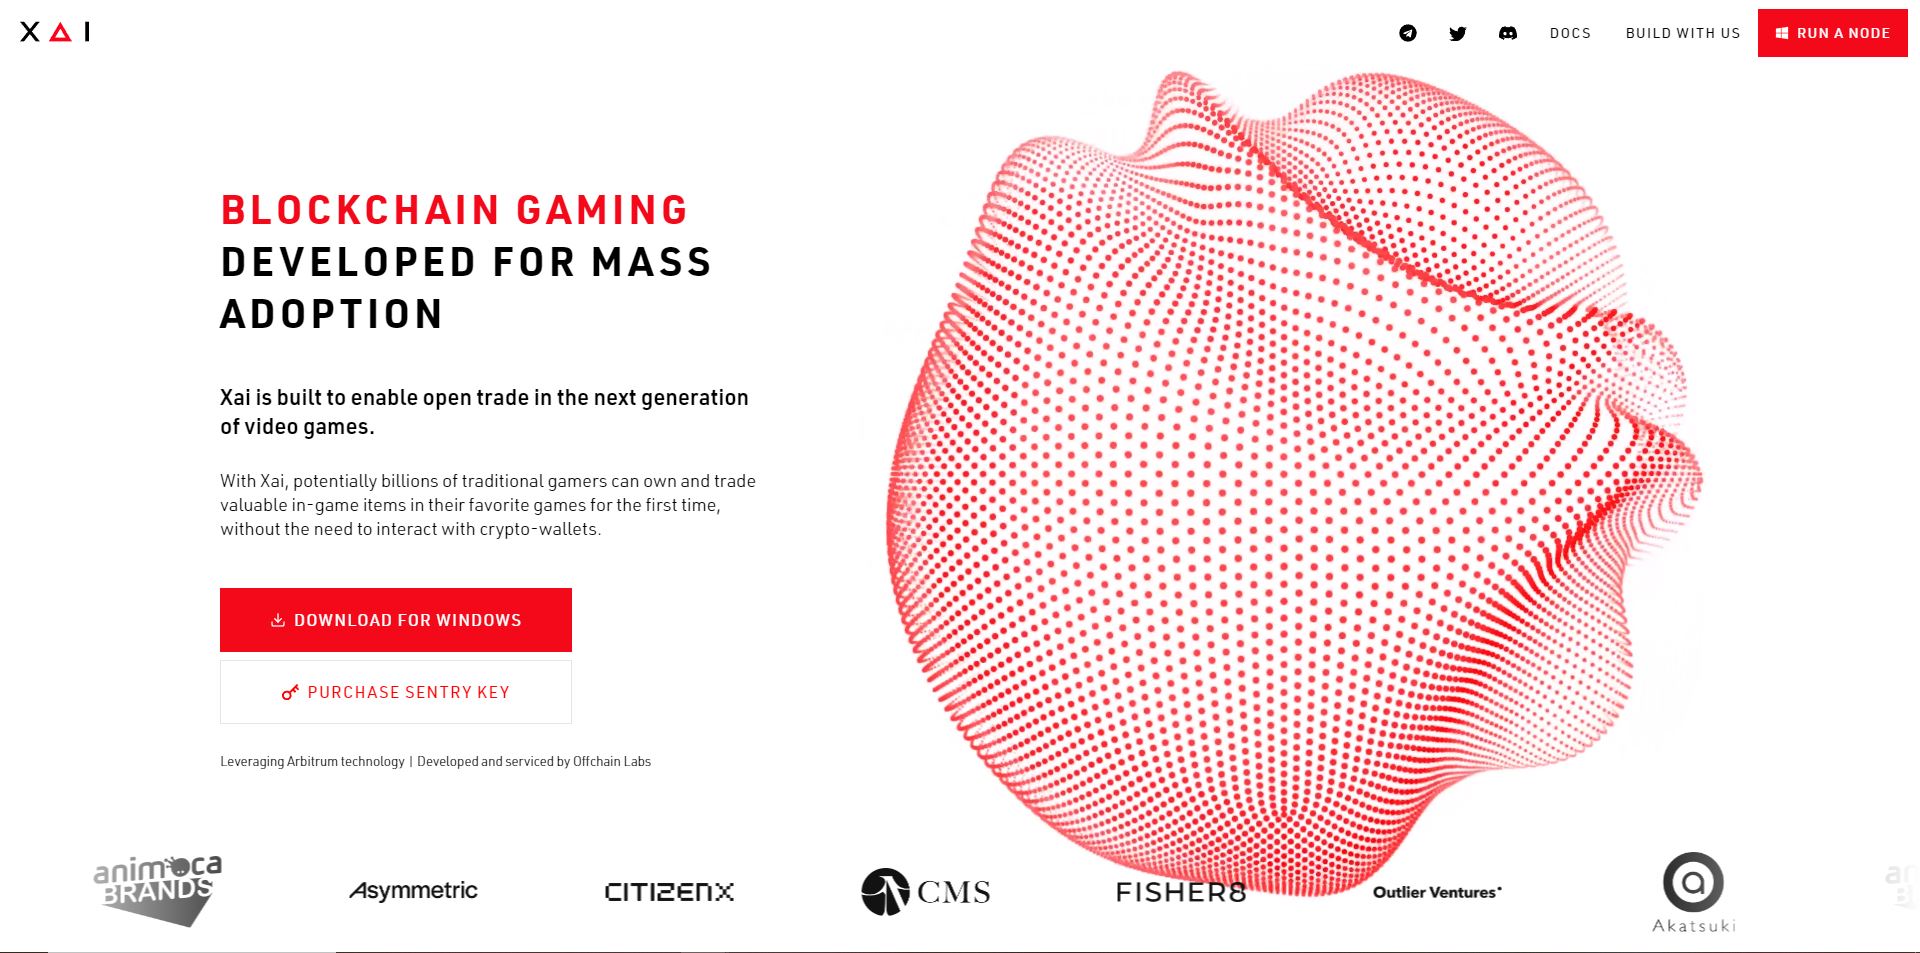 XAI
DOCS
BUILD WITH US
RUN A NODE
BLOCKCHAIN GAMING
DEVELOPED FOR MASS
ADOPTION
Xai is built to enable open trade in the next generation
of video games.
With Xai, potentially billions of traditional gamers can own and trade
valuable in-game items in their favorite games for the first time,
without the need to interact with crypto-wallets.
DOWNLOAD FOR WINDOWS
PURCHASE SENTRY KEY
Leveraging Arbitrum technology | Developed and serviced by Offchain Labs
animoca
BRANDS
Asymmetric
CITIZENX
CMS
FISHER8
Outlier Ventures
a
Akatsuki